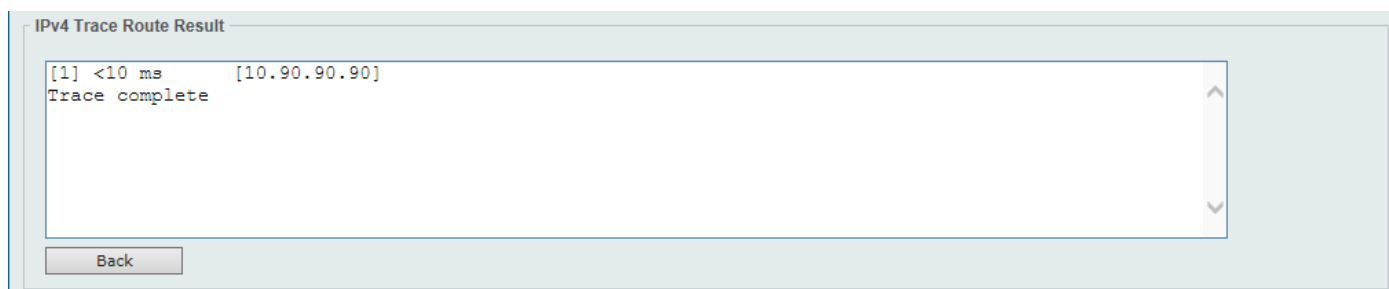 IPv4 Trace Route Result
[1] <10 ms [10.90.90.90]
Trace complete
Back